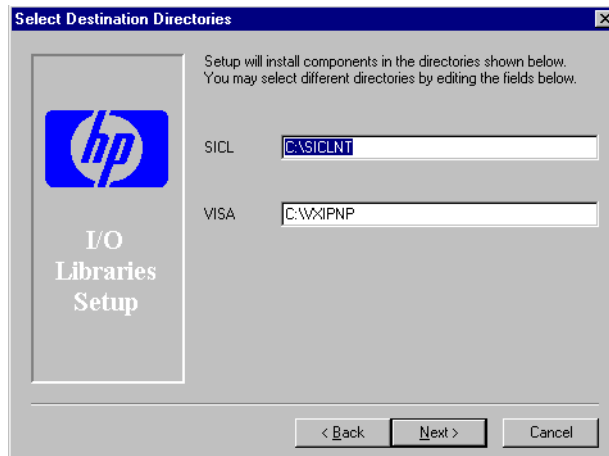 Select Destination Directories
Setup will install components in the directories shown below.
You may select different directories by editing the fields below.
hp
SICL
C:\SICLNT
VISA
C:\VXIPNP
I/O
Libraries
Setup
< Back
Next >
Cancel